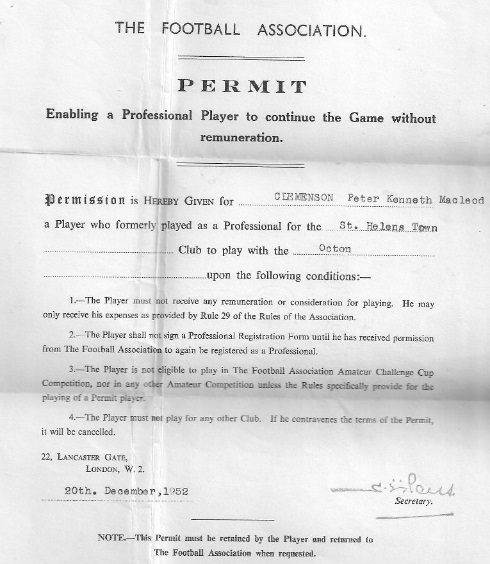 THE FOOTBALL ASSOCIATION.
PERMIT
Enabling a Professional Player to continue the Game without
remuneration.
Permission is HEREBY GIVEN for CLEMENSON Peter Kenneth Macleod
a Player who formerly played as a Professional for the St. Helens Town
Club to play with the Octon
upon the following conditions:—
1.—The Player must not receive any remuneration or consideration for playing. He may
only receive his expenses as provided by Rule 29 of the Rules of the Association.
2.—The Player shall not sign a Professional Registration Form until he has received permission
from The Football Association to again be registered as a Professional.
3.—The Player is not eligible to play in The Football Association Amateur Challenge Cup
Competition, nor in any other Amateur Competition unless the Rules specifically provide for the
playing of a Permit player.
4.—The Player must not play for any other Club. If he contravenes the terms of the Permit,
it will be cancelled.
22, LANCASTER GATE,
LONDON, W. 2.
20th. December, 1952
Secretary.
NOTE.—This Permit must be retained by the Player and returned to
The Football Association when requested.